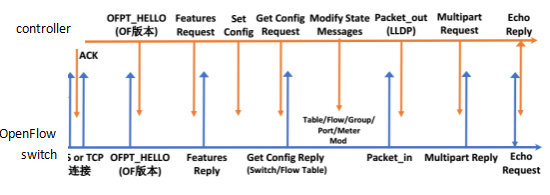 OFPT_HELLO
(OF版本)
Features
Request
Set
Config
Get Config
Request
Modify State
Messages
Packet_out
(LLDP)
Multipart
Request
Echo
Reply
controller
ACK
OpenFlow
switch
Table/Flow/Group/
Port/Meter
Mod
S or TCP
连接
OFPT_HELLO
(OF版本)
Features
Reply
Get Config Reply
(Switch/Flow Table)
Packet_in
Multipart Reply
Echo
Request